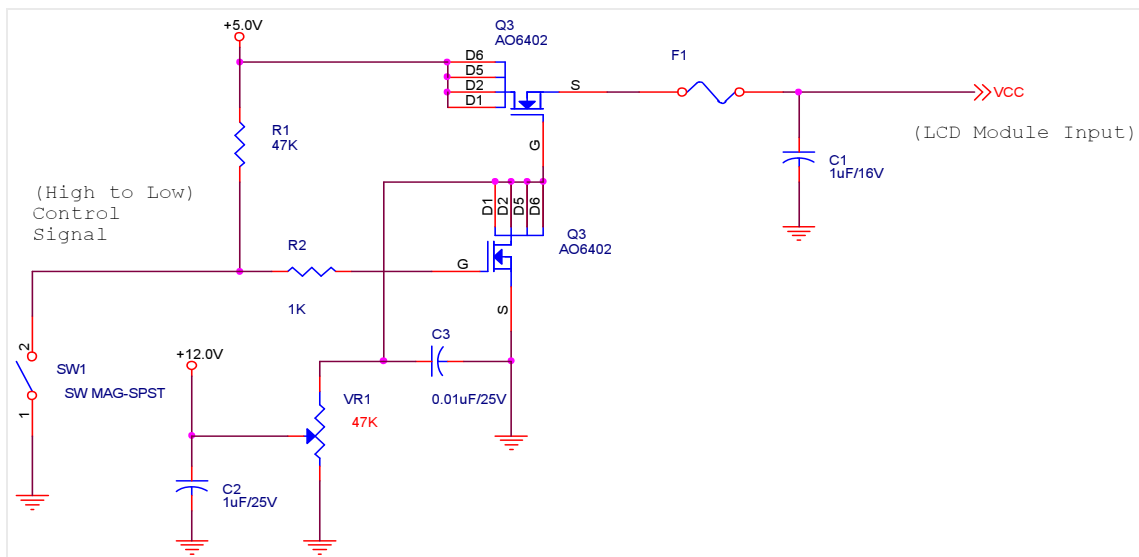 +5.0V
Q3
AO6402
D6
D5
D2
D1
S
G
F1
VCC
(LCD Module Input)
R1
47K
C1
1uF/16V
(High to Low)
Control
Signal
D1
D2
D5
D6
Q3
AO6402
R2
1K
G
S
C3
0.01uF/25V
+12.0V
2
SW1
SW MAG-SPST
1
VR1
47K
C2
1uF/25V